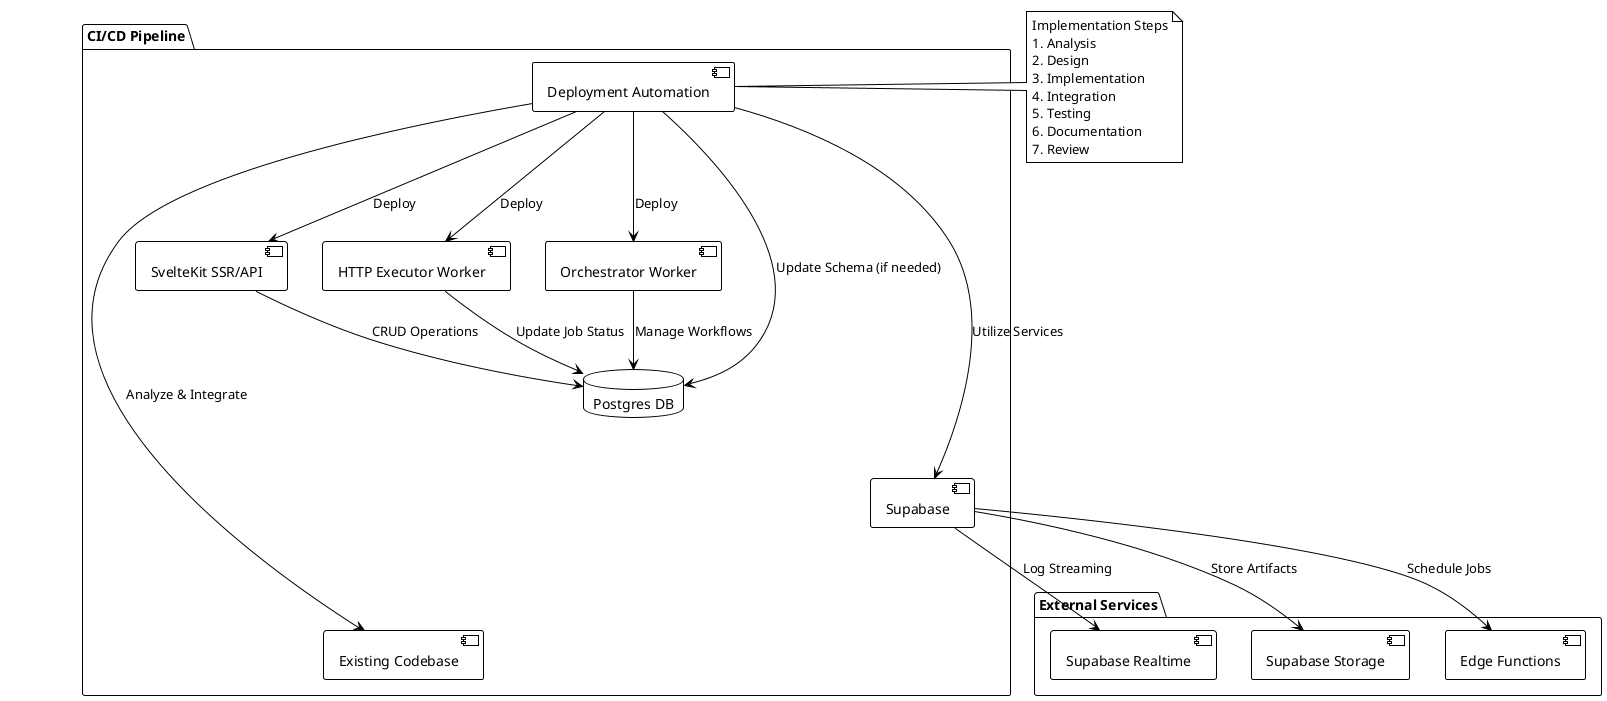 CI/CD Pipeline
Implementation Steps
1. Analysis
2. Design
3. Implementation
4. Integration
5. Testing
6. Documentation
7. Review
Deployment Automation
Deploy
Deploy
Deploy
SvelteKit SSR/API
HTTP Executor Worker
Orchestrator Worker
Update Schema (if needed)
CRUD Operations
Update Job Status
Manage Workflows
Utilize Services
Analyze & Integrate
Postgres DB
Supabase
Log Streaming
Store Artifacts
Schedule Jobs
External Services
Existing Codebase
Supabase Realtime
Supabase Storage
Edge Functions